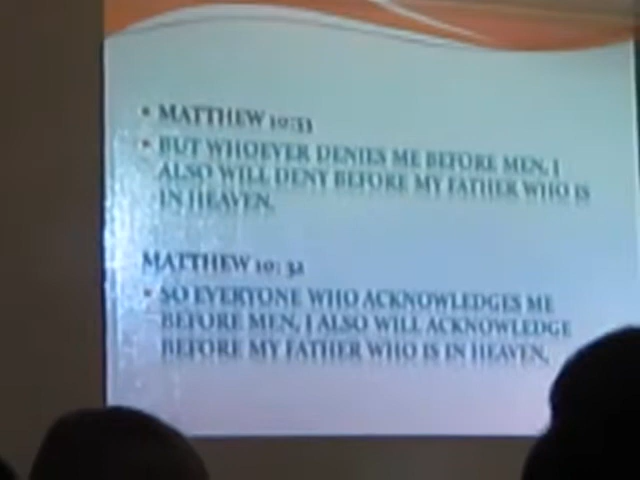 • MATTHEW 10:33
• BUT WHOEVER DENIES ME BEFORE MEN, I
ALSO WILL DENY BEFORE MY FATHER WHO IS
IN HEAVEN.
MATTHEW 10: 32
• SO EVERYONE WHO ACKNOWLEDGES ME
BEFORE MEN, I ALSO WILL ACKNOWLEDGE
BEFORE MY FATHER WHO IS IN HEAVEN.